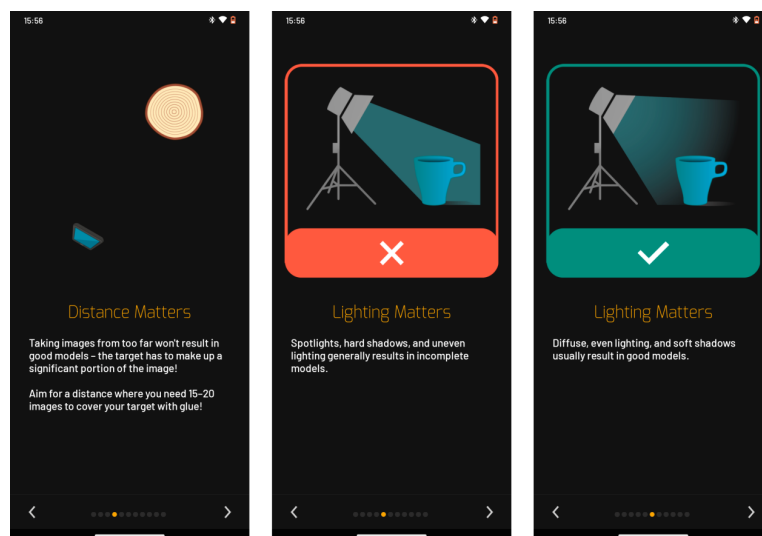 15:56
Distance Matters
Taking images from too far won't result in
good models – the target has to make up a
significant portion of the image!
Aim for a distance where you need 15–20
images to cover your target with glue!
15:56
Lighting Matters
Spotlights, hard shadows, and uneven
lighting generally results in incomplete
models.
15:56
Lighting Matters
Diffuse, even lighting, and soft shadows
usually result in good models.